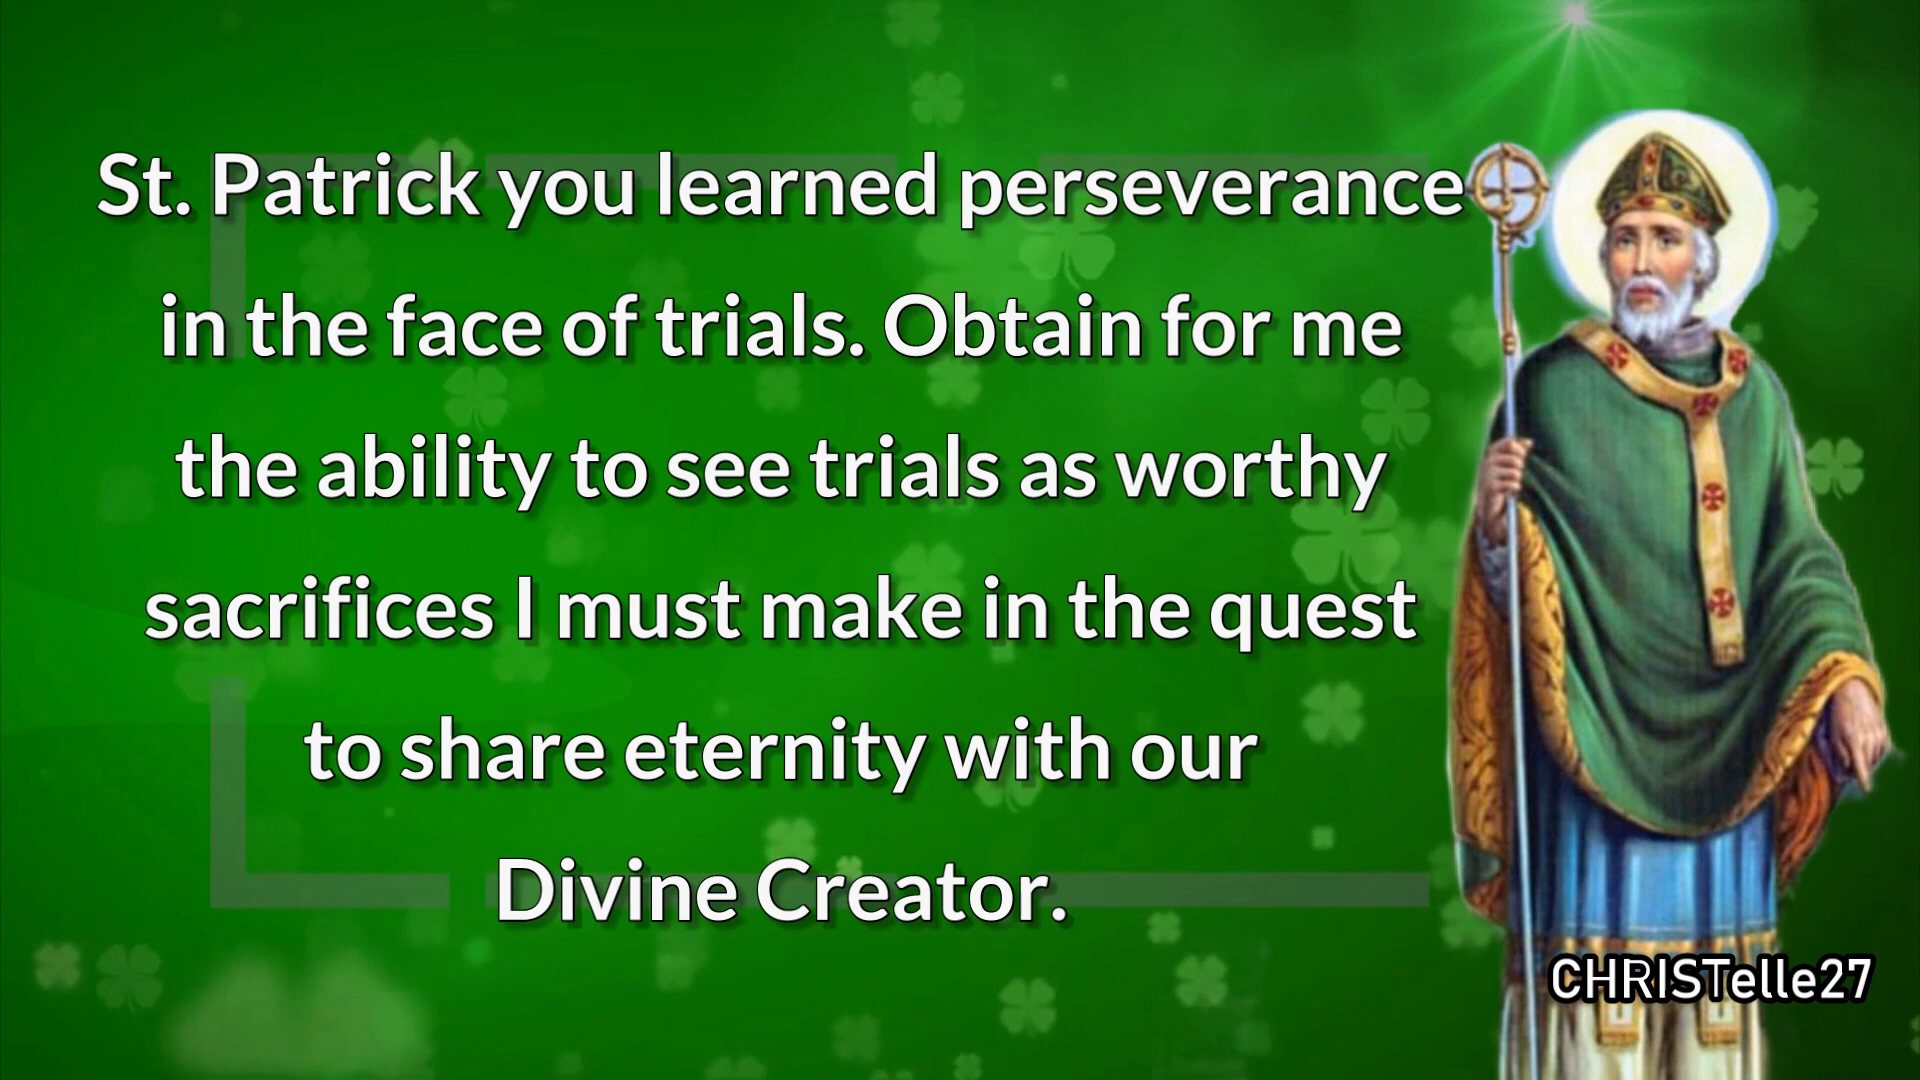 St. Patrick you learned perseverance
in the face of trials. Obtain for me
the ability to see trials as worthy
sacrifices I must make in the quest
to share eternity with our
Divine Creator.
CHRISTelle27